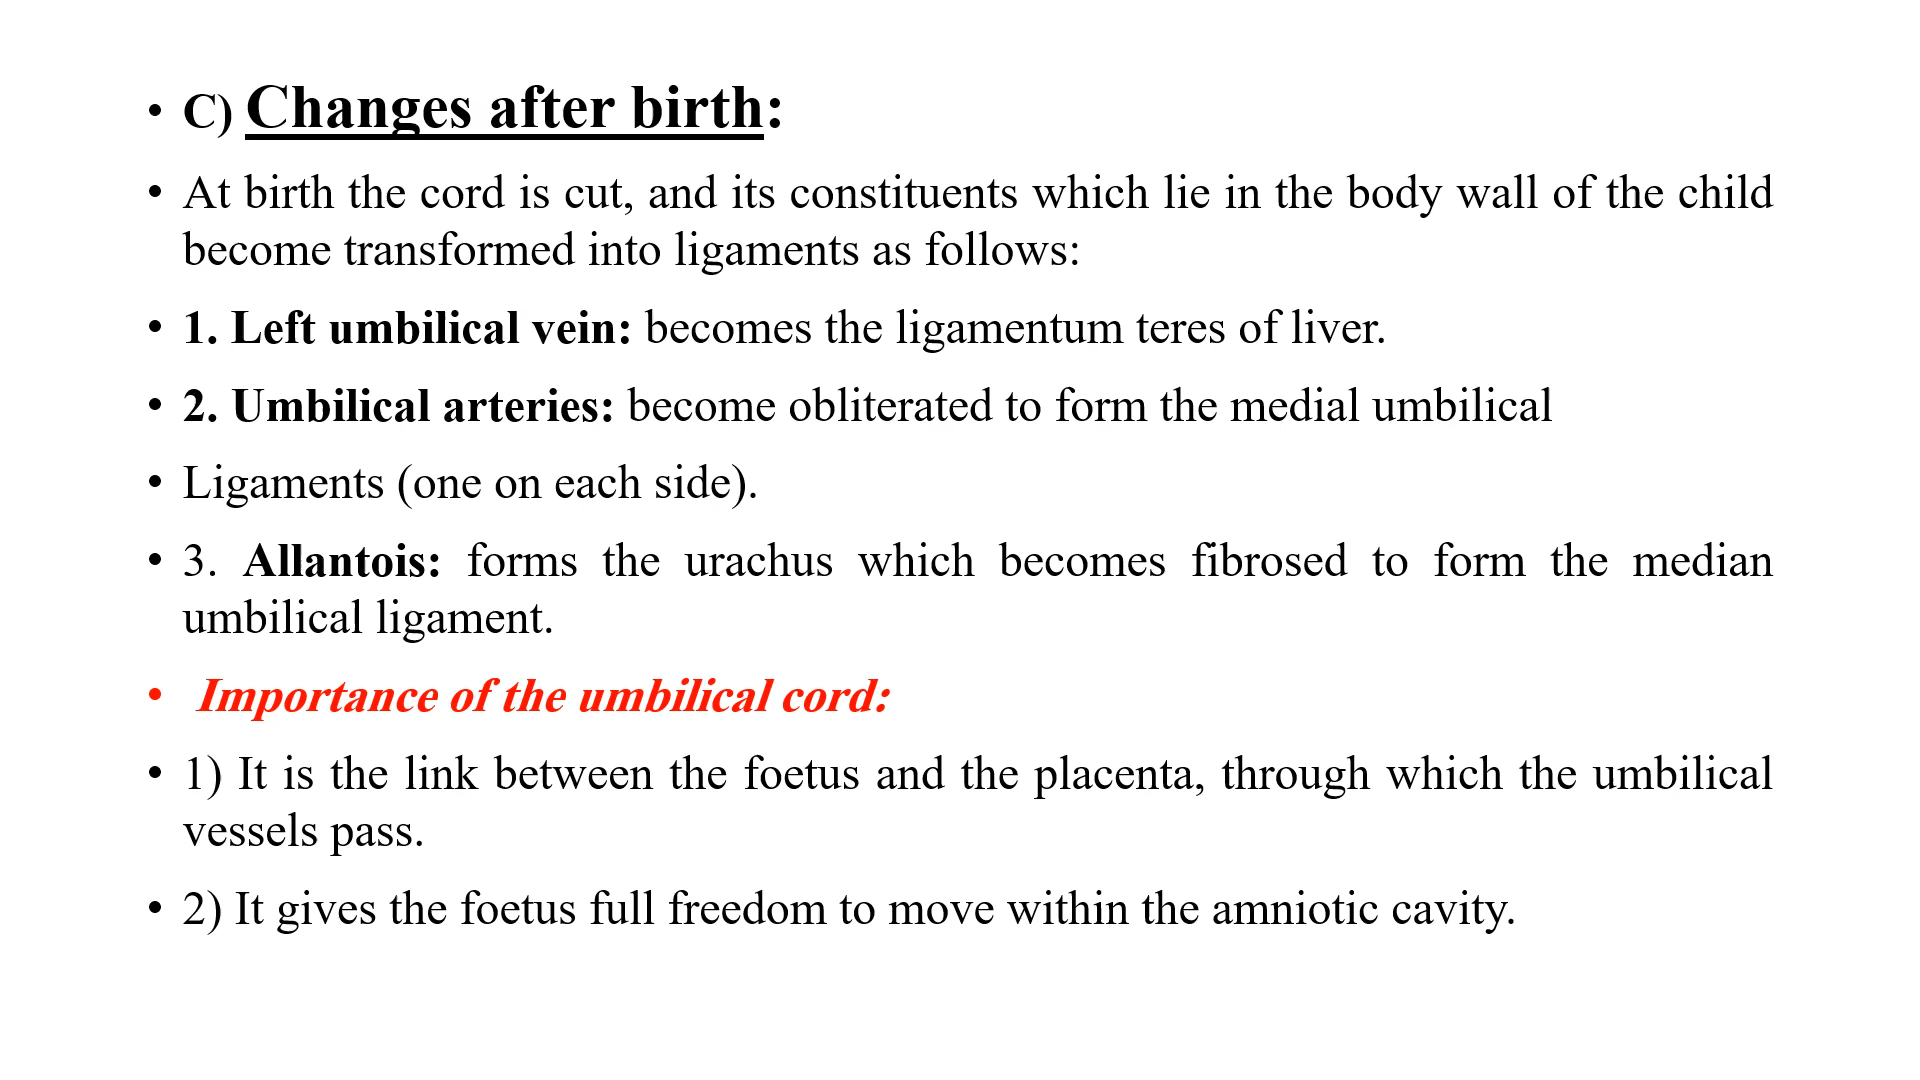 • C) Changes after birth:
• At birth the cord is cut, and its constituents which lie in the body wall of the child
become transformed into ligaments as follows:
• 1. Left umbilical vein: becomes the ligamentum teres of liver.
• 2. Umbilical arteries: become obliterated to form the medial umbilical
• Ligaments (one on each side).
• 3. Allantois: forms the urachus which becomes fibrosed to form the median
umbilical ligament.
• Importance of the umbilical cord:
• 1) It is the link between the foetus and the placenta, through which the umbilical
vessels pass.
• 2) It gives the foetus full freedom to move within the amniotic cavity.